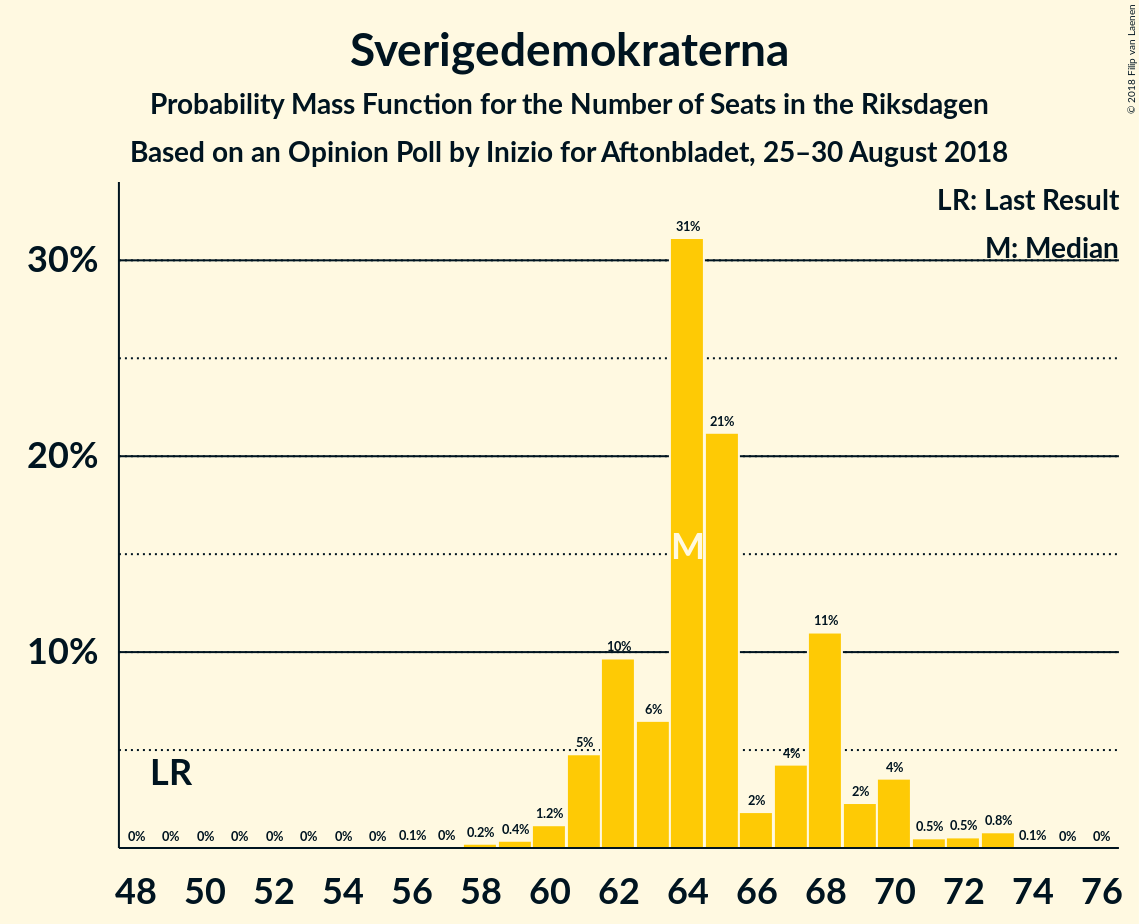 Sverigedemokraterna
Probability Mass Function for the Number of Seats in the Riksdagen
Based on an Opinion Poll by Inizio for Aftonbladet, 25–30 August 2018
© 2018 Filip van Laenen
LR: Last Result
M: Median
30%
20%
10%
31%
21%
M
11%
10%
6%
5%
4%
4%
LR
2%
2%
1.2%
0% 0% 0% 0% 0% 0% 0% 0% 0.1% 0% 0.2% 0.4% 0.5% 0.5% 0.8% 0.1% 0% 0%
48 50 52 54 56 58 60 62 64 66 68 70 72 74 76